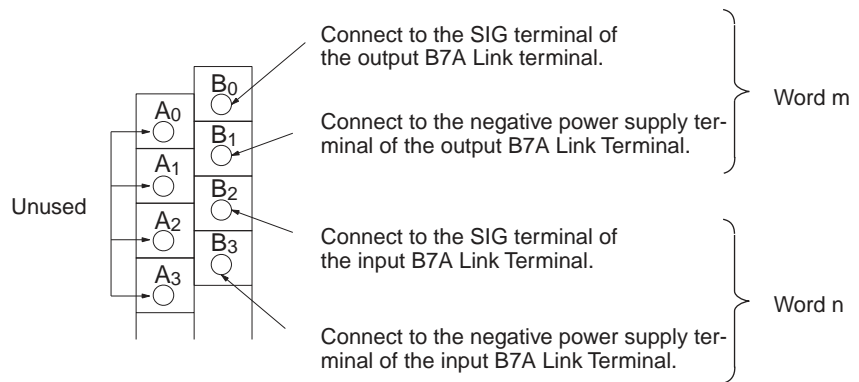 Connect to the SIG terminal of
the output B7A Link terminal.
Word m
B0
A0
B1
Connect to the negative power supply ter-
minal of the output B7A Link Terminal.
A1
B2
Unused
A2
B3
Connect to the SIG terminal of
the input B7A Link Terminal.
A3
Word n
Connect to the negative power supply ter-
minal of the input B7A Link Terminal.